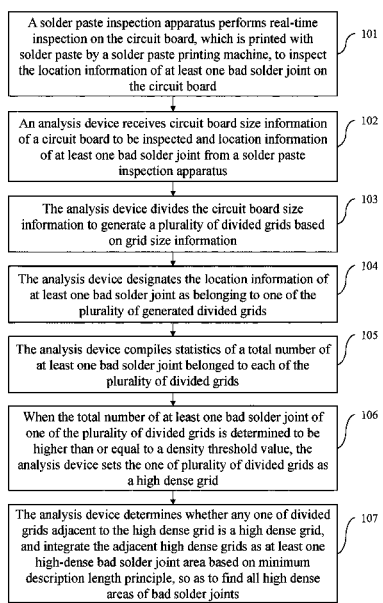 A solder paste inspection apparatus performs real-time
inspection on the circuit board, which is printed with
solder paste by a solder paste printing machine, to inspect
the location information of at least one bad solder joint on
the circuit board
101
An analysis device receives circuit board size information
of a circuit board to be inspected and location information
of at least one bad solder joint from a solder paste
inspection apparatus
102
The analysis device divides the circuit board size
information to generate a plurality of divided grids based
on grid size information
103
The analysis device designates the location information of
at least one bad solder joint as belonging to one of the
plurality of generated divided grids
104
The analysis device compiles statistics of a total number of
at least one bad solder joint belonged to each of the
plurality of divided grids
105
When the total number of at least one bad solder joint of
one of the plurality of divided grids is determined to be
higher than or equal to a density threshold value, the
analysis device sets the one of plurality of divided grids as
a high dense grid
106
The analysis device determines whether any one of divided
grids adjacent to the high dense grid is a high dense grid,
and integrate the adjacent high dense grids as at least one
high-dense bad solder joint area based on minimum
description length principle, so as to find all high dense
areas of bad solder joints
107